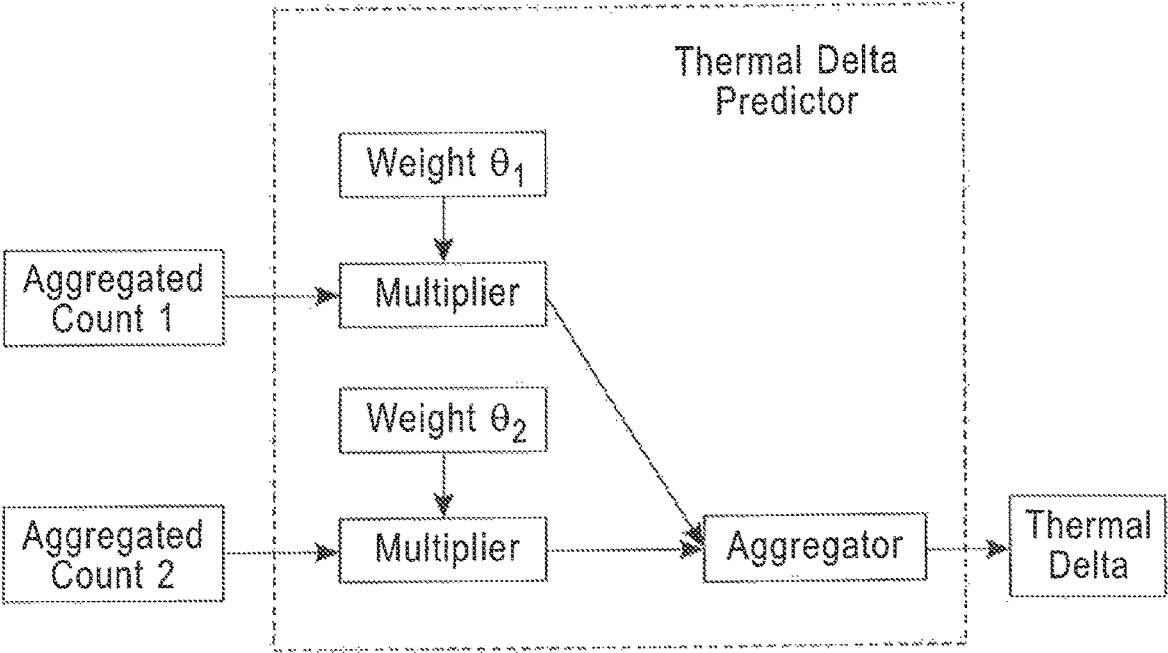 Thermal Delta
Predictor
Weight θ1
Aggregated
Count 1
Multiplier
Weight θ2
Aggregated
Count 2
Multiplier
Aggregator
Thermal
Delta